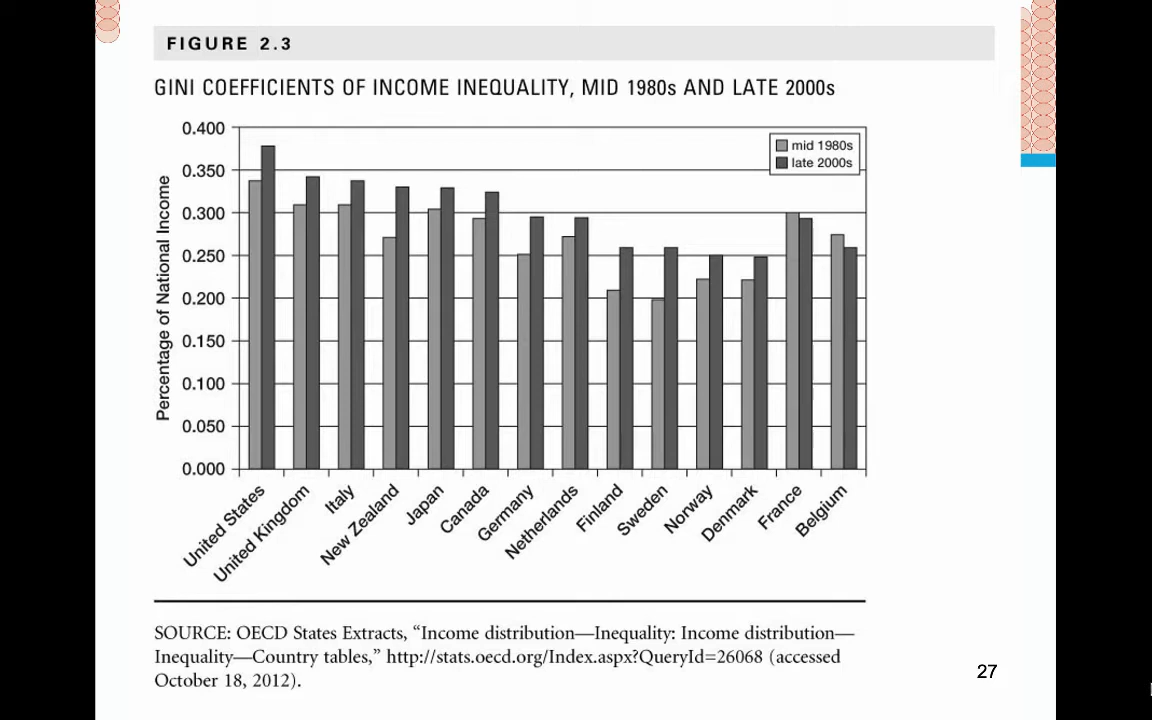 FIGURE 2.3
GINI COEFFICIENTS OF INCOME INEQUALITY, MID 1980s AND LATE 2000s
Percentage of National Income
0.400
0.350
0.300
0.250
0.200
0.150
0.100
0.050
0.000
mid 1980s
late 2000s
United States
United Kingdom
Italy
New Zealand
Japan
Canada
Germany
Netherlands
Finland
Sweden
Norway
Denmark
France
Belgium
SOURCE: OECD States Extracts, “Income distribution—Inequality: Income distribution—
Inequality—Country tables,” http://stats.oecd.org/Index.aspx?QueryId=26068 (accessed
October 18, 2012).
27